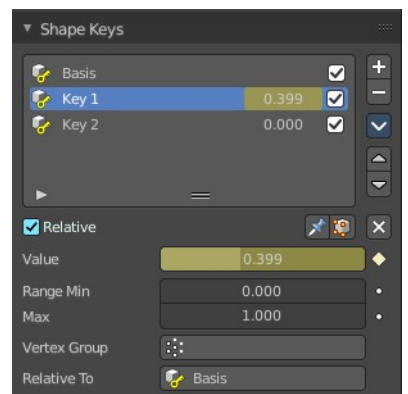 Shape Keys
Basis
Key 1 0.399
Key 2 0.000
Relative
Value 0.399
Range Min 0.000
Max 1.000
Vertex Group
Relative To Basis